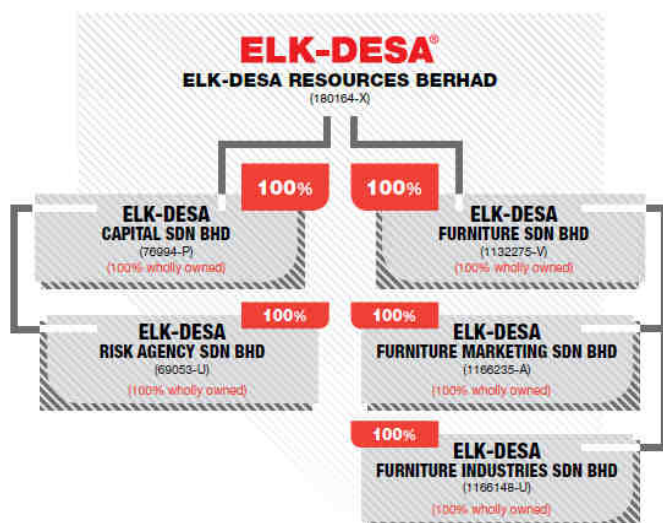 ELK-DESA®
ELK-DESA RESOURCES BERHAD
(180164-X)
100%
100%
ELK-DESA
CAPITAL SDN BHD
(76994-P)
(100% wholly owned)
ELK-DESA
FURNITURE SDN BHD
(1132275-V)
(100% wholly owned)
100%
100%
ELK-DESA
RISK AGENCY SDN BHD
(69053-U)
(100% wholly owned)
ELK-DESA
FURNITURE MARKETING SDN BHD
(1166235-A)
(100% wholly owned)
100%
ELK-DESA
FURNITURE INDUSTRIES SDN BHD
(1166148-U)
(100% wholly owned)